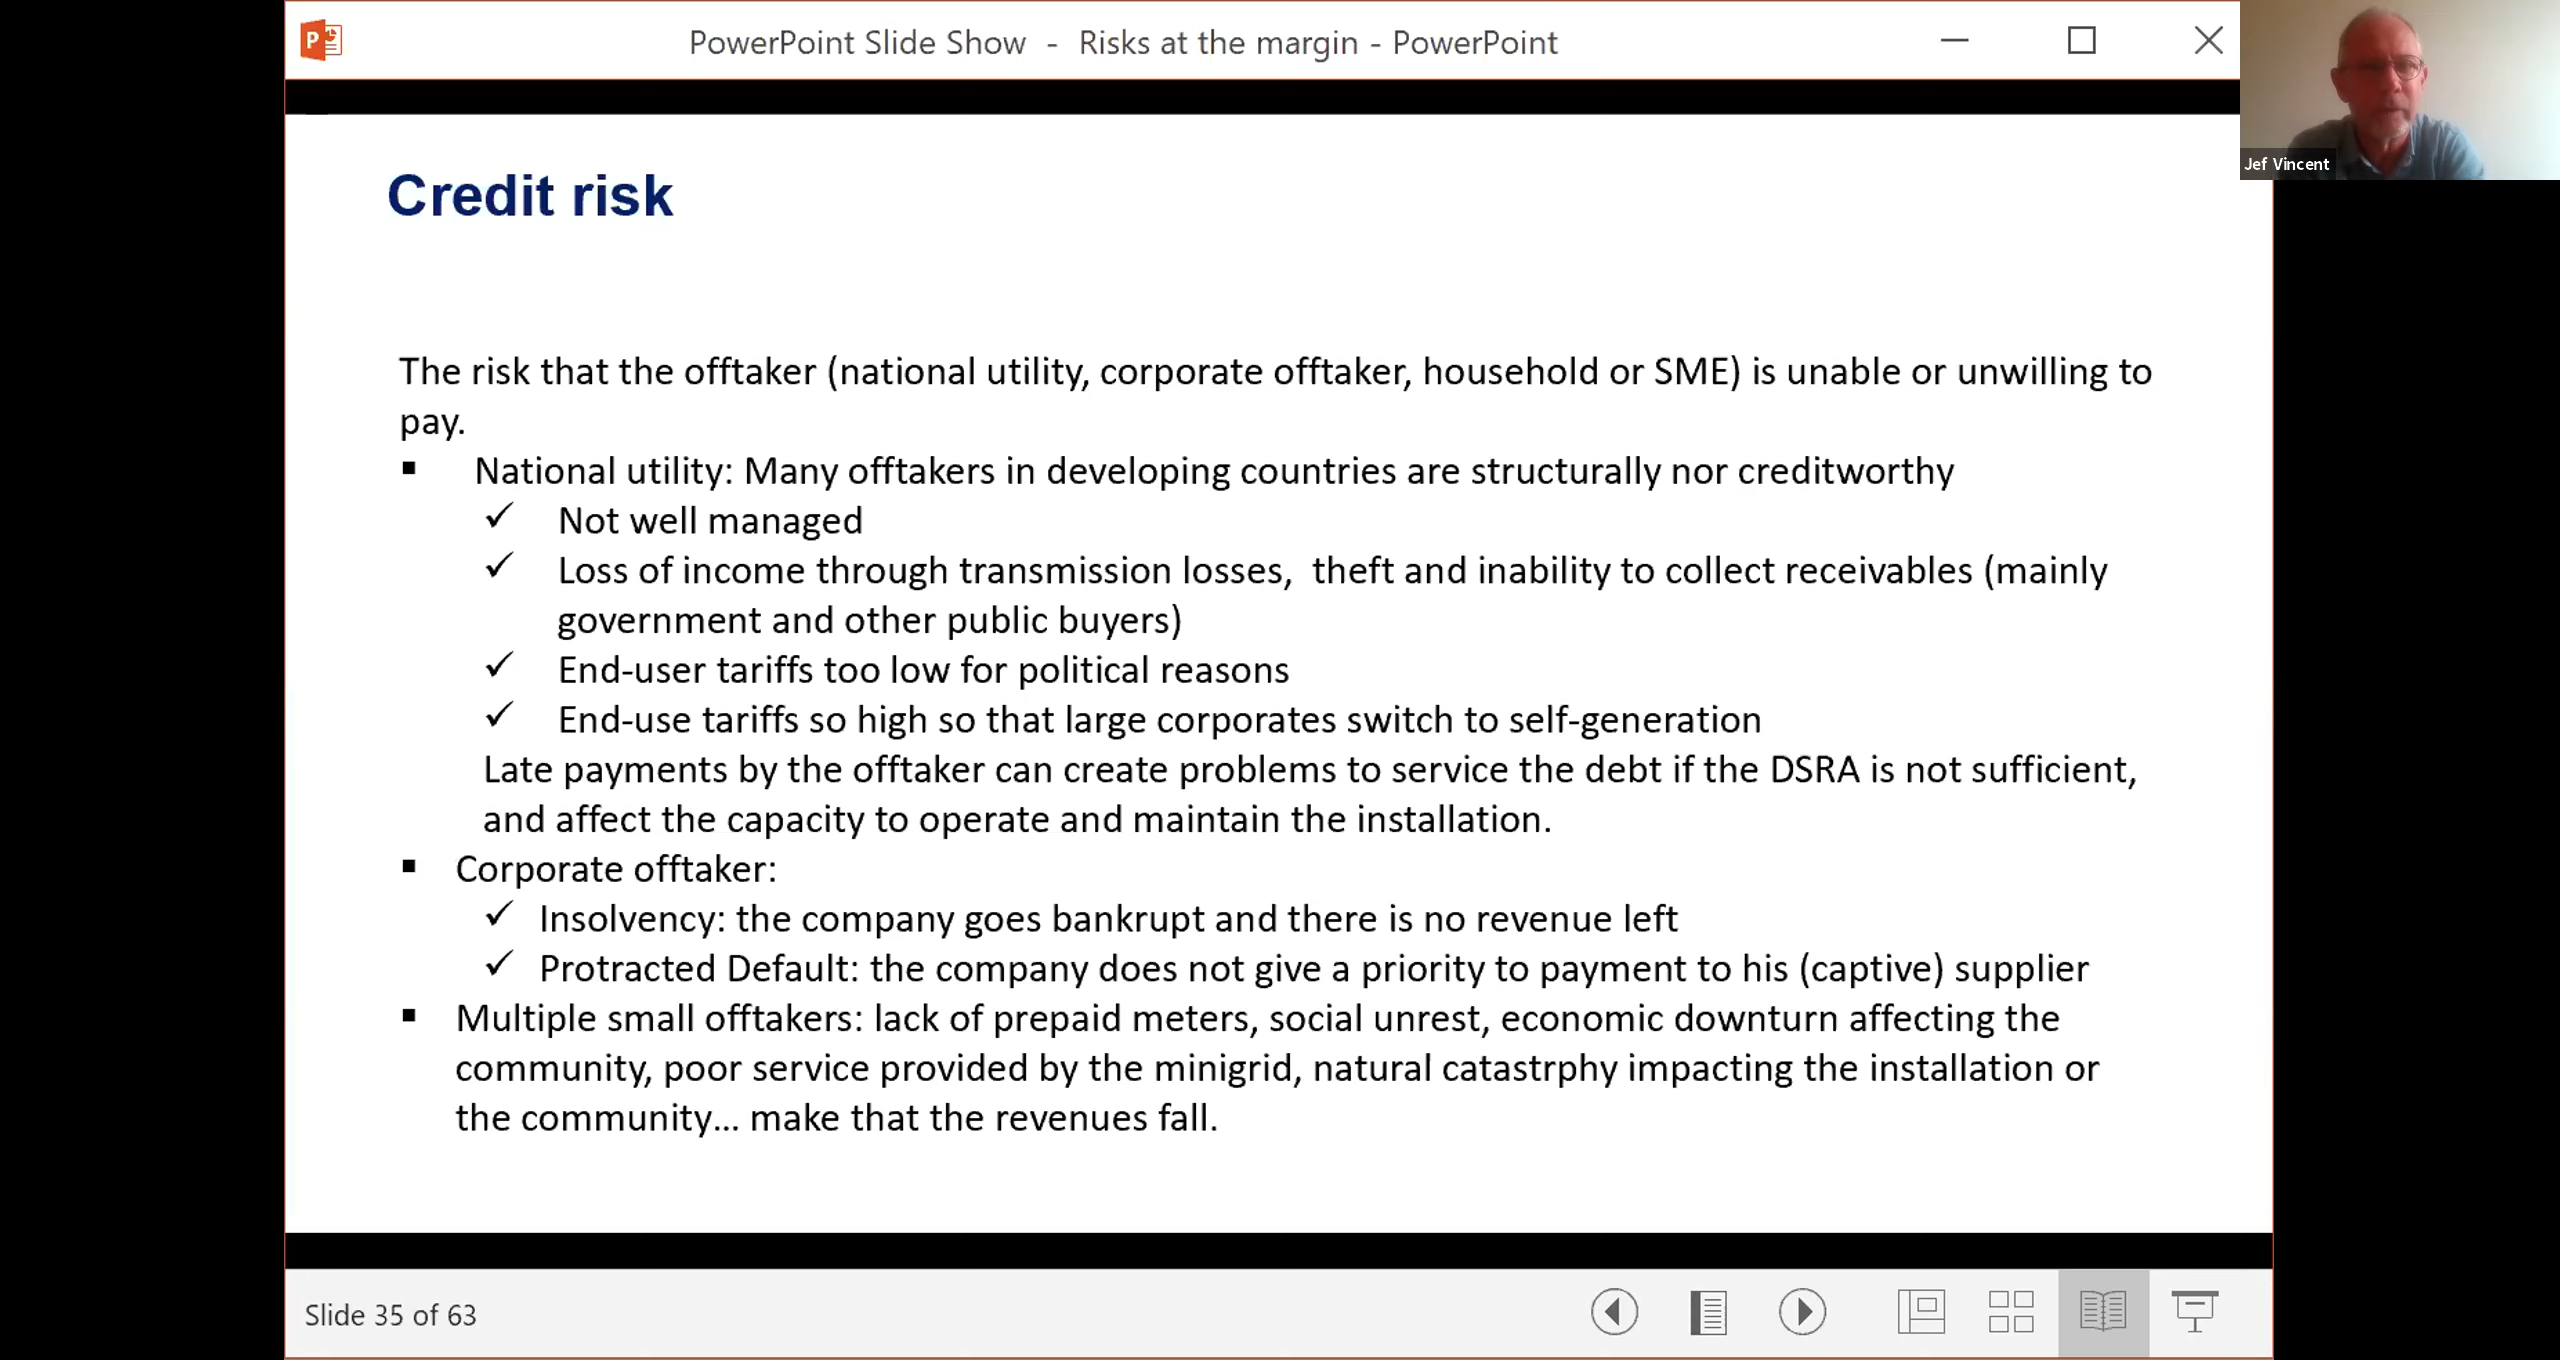 PowerPoint Slide Show - Risks at the margin - PowerPoint
Jef Vincent
Credit risk
The risk that the offtaker (national utility, corporate offtaker, household or SME) is unable or unwilling to
pay.
▪ National utility: Many offtakers in developing countries are structurally nor creditworthy
✓ Not well managed
✓ Loss of income through transmission losses, theft and inability to collect receivables (mainly
government and other public buyers)
✓ End-user tariffs too low for political reasons
✓ End-use tariffs so high so that large corporates switch to self-generation
Late payments by the offtaker can create problems to service the debt if the DSRA is not sufficient,
and affect the capacity to operate and maintain the installation.
▪ Corporate offtaker:
✓ Insolvency: the company goes bankrupt and there is no revenue left
✓ Protracted Default: the company does not give a priority to payment to his (captive) supplier
▪ Multiple small offtakers: lack of prepaid meters, social unrest, economic downturn affecting the
community, poor service provided by the minigrid, natural catastrphy impacting the installation or
the community... make that the revenues fall.
Slide 35 of 63